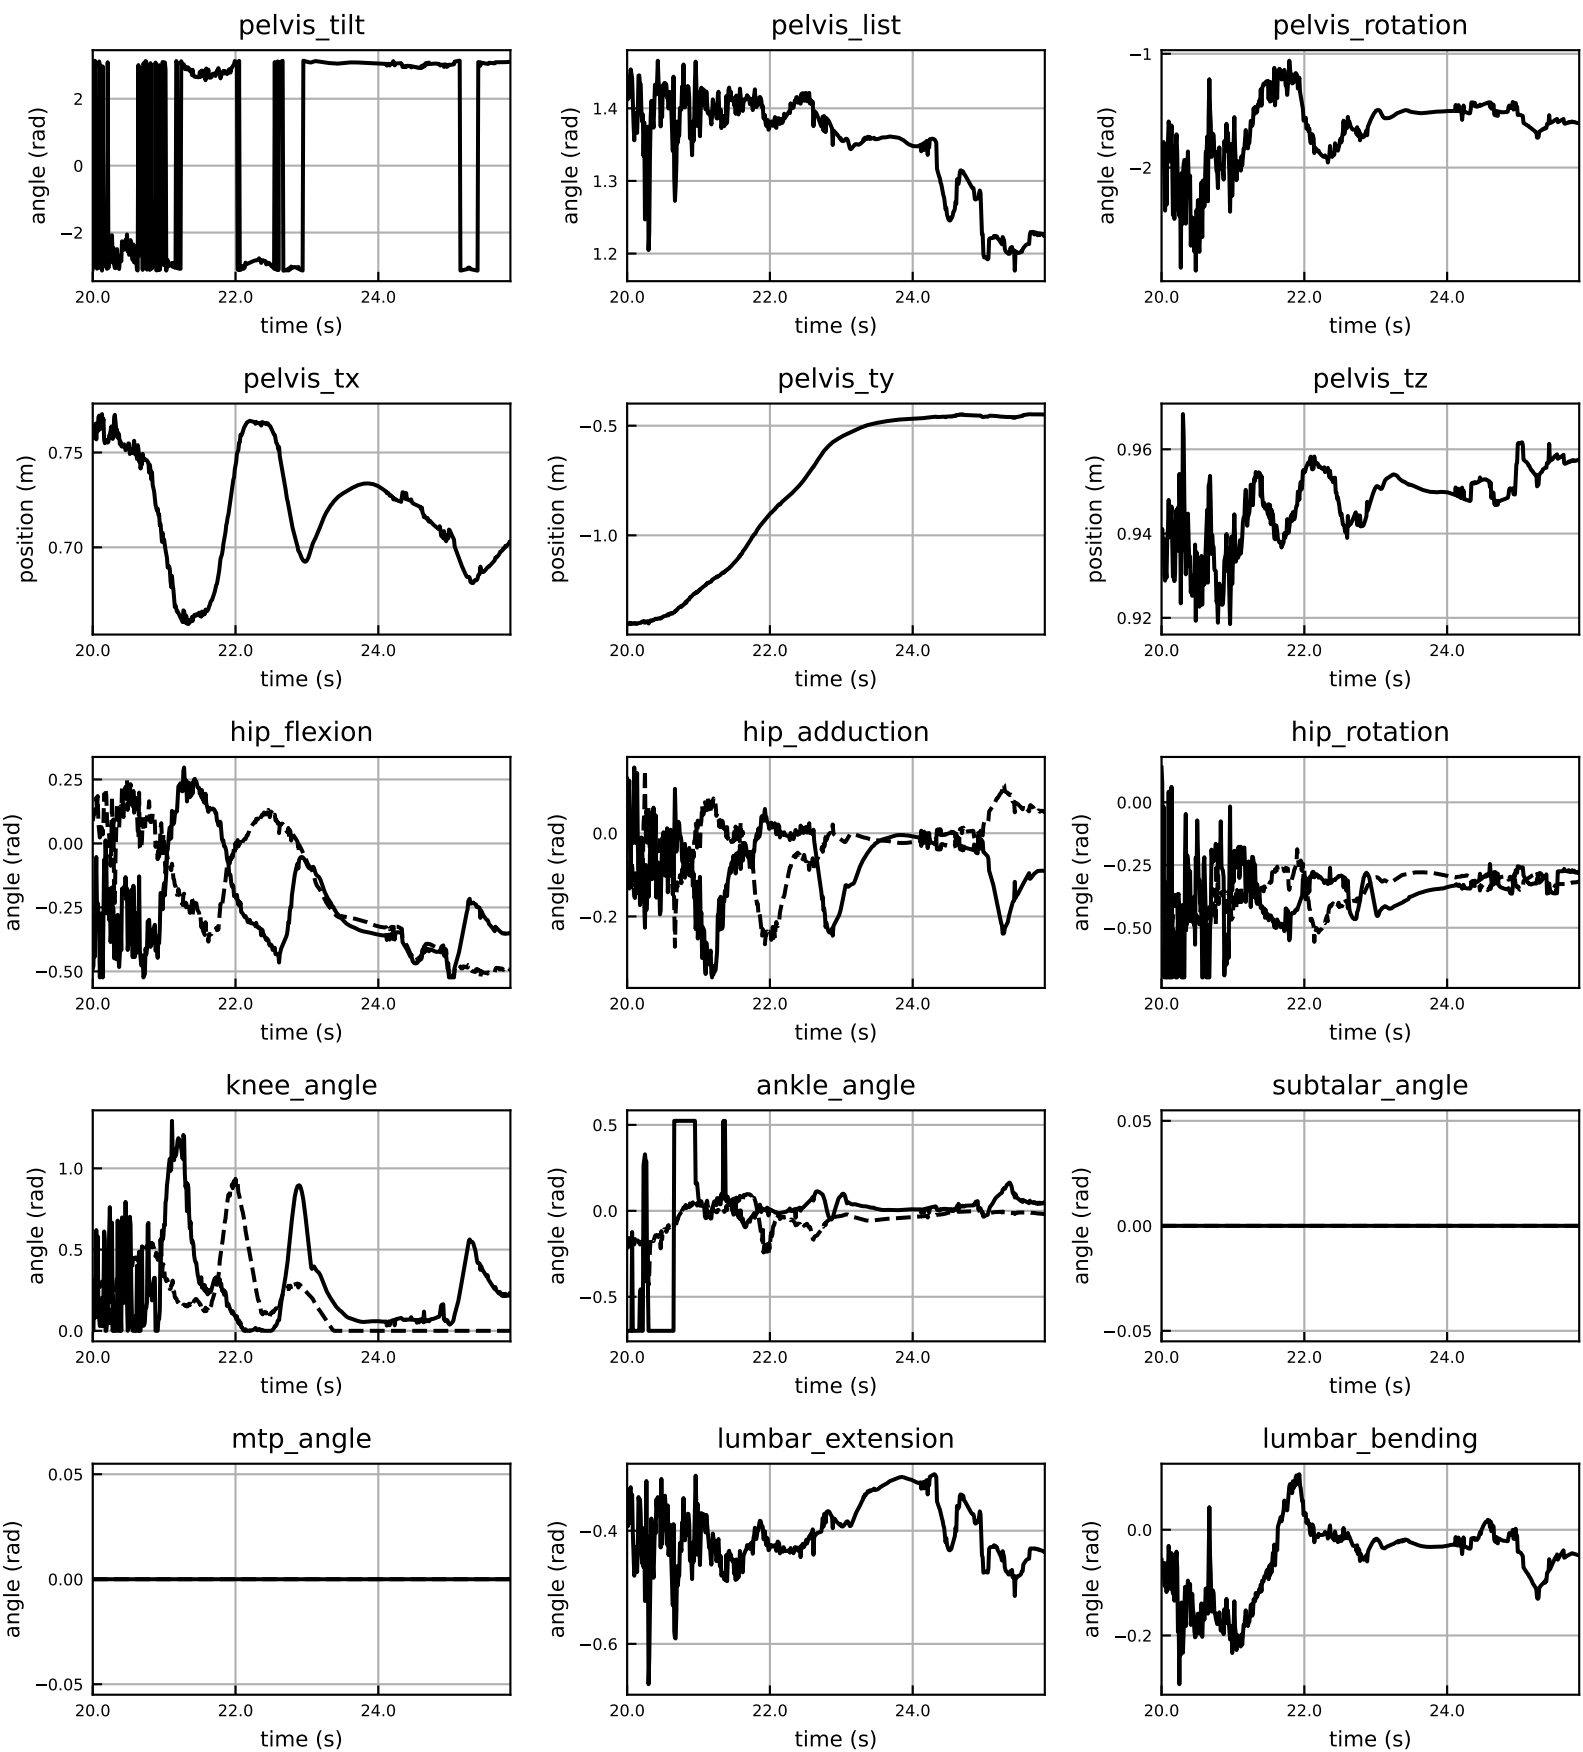 pelvis_tilt
angle (rad)
2
0
−2
20.0 22.0 24.0
time (s)
pelvis_list
angle (rad)
1.4
1.3
1.2
20.0 22.0 24.0
time (s)
pelvis_rotation
angle (rad)
−1
−2
20.0 22.0 24.0
time (s)
pelvis_tx
position (m)
0.75
0.70
20.0 22.0 24.0
time (s)
pelvis_ty
position (m)
−0.5
−1.0
20.0 22.0 24.0
time (s)
pelvis_tz
position (m)
0.96
0.94
0.92
20.0 22.0 24.0
time (s)
hip_flexion
angle (rad)
0.25
0.00
−0.25
−0.50
20.0 22.0 24.0
time (s)
hip_adduction
angle (rad)
0.0
−0.2
20.0 22.0 24.0
time (s)
hip_rotation
angle (rad)
0.00
−0.25
−0.50
20.0 22.0 24.0
time (s)
knee_angle
angle (rad)
1.0
0.5
0.0
20.0 22.0 24.0
time (s)
ankle_angle
angle (rad)
0.5
0.0
−0.5
20.0 22.0 24.0
time (s)
subtalar_angle
angle (rad)
0.05
0.00
−0.05
20.0 22.0 24.0
time (s)
mtp_angle
angle (rad)
0.05
0.00
−0.05
20.0 22.0 24.0
time (s)
lumbar_extension
angle (rad)
−0.4
−0.6
20.0 22.0 24.0
time (s)
lumbar_bending
angle (rad)
0.0
−0.2
20.0 22.0 24.0
time (s)